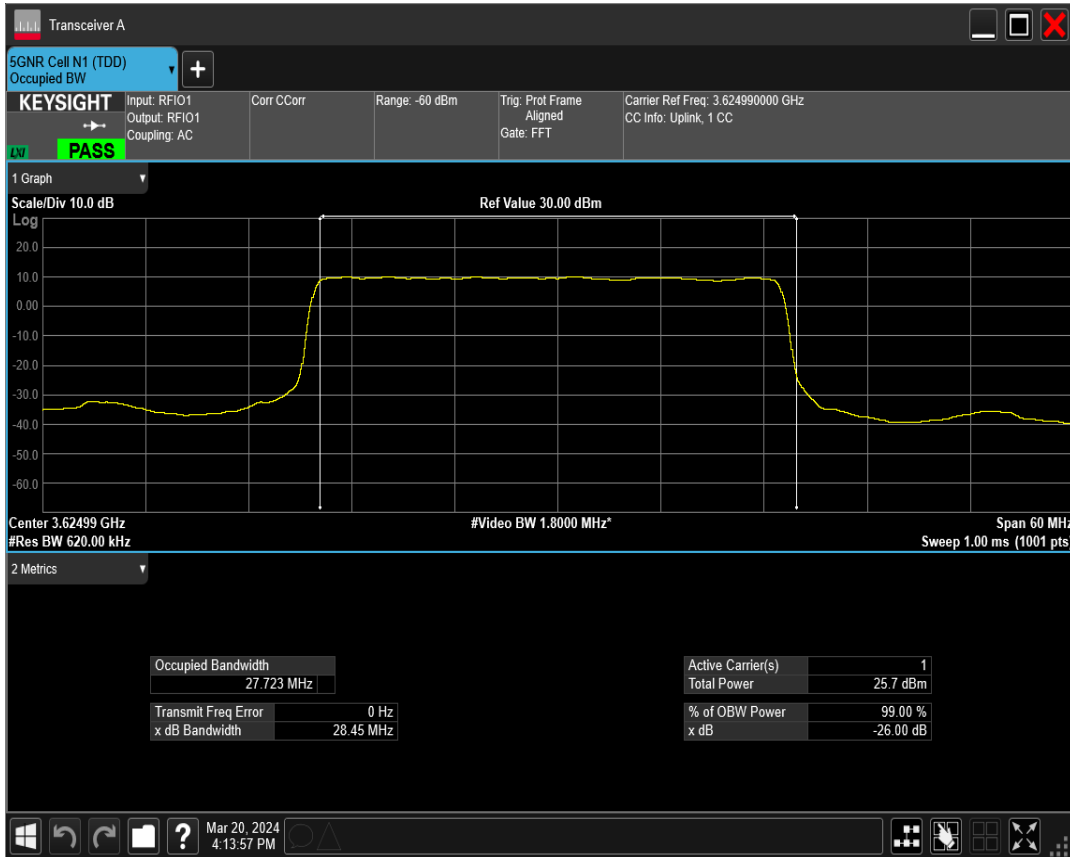 Transceiver A
5GNR Cell N1 (TDD)
Occupied BW
+
KEYSIGHT
LXI
PASS
Input: RFIO1
Output: RFIO1
Coupling: AC
Corr CCorr
Range: -60 dBm
Trig: Prot Frame
Aligned
Gate: FFT
Carrier Ref Freq: 3.624990000 GHz
CC Info: Uplink, 1 CC
1 Graph
Scale/Div 10.0 dB
Ref Value 30.00 dBm
Log
20.0
10.0
0.00
-10.0
-20.0
-30.0
-40.0
-50.0
-60.0
Center 3.62499 GHz
#Video BW 1.8000 MHz*
Span 60 MHz
#Res BW 620.00 kHz
Sweep 1.00 ms (1001 pts)
2 Metrics
Occupied Bandwidth
27.723 MHz
Transmit Freq Error 0 Hz
x dB Bandwidth 28.45 MHz
Active Carrier(s) 1
Total Power 25.7 dBm
% of OBW Power 99.00 %
x dB -26.00 dB
?
Mar 20, 2024
4:13:57 PM